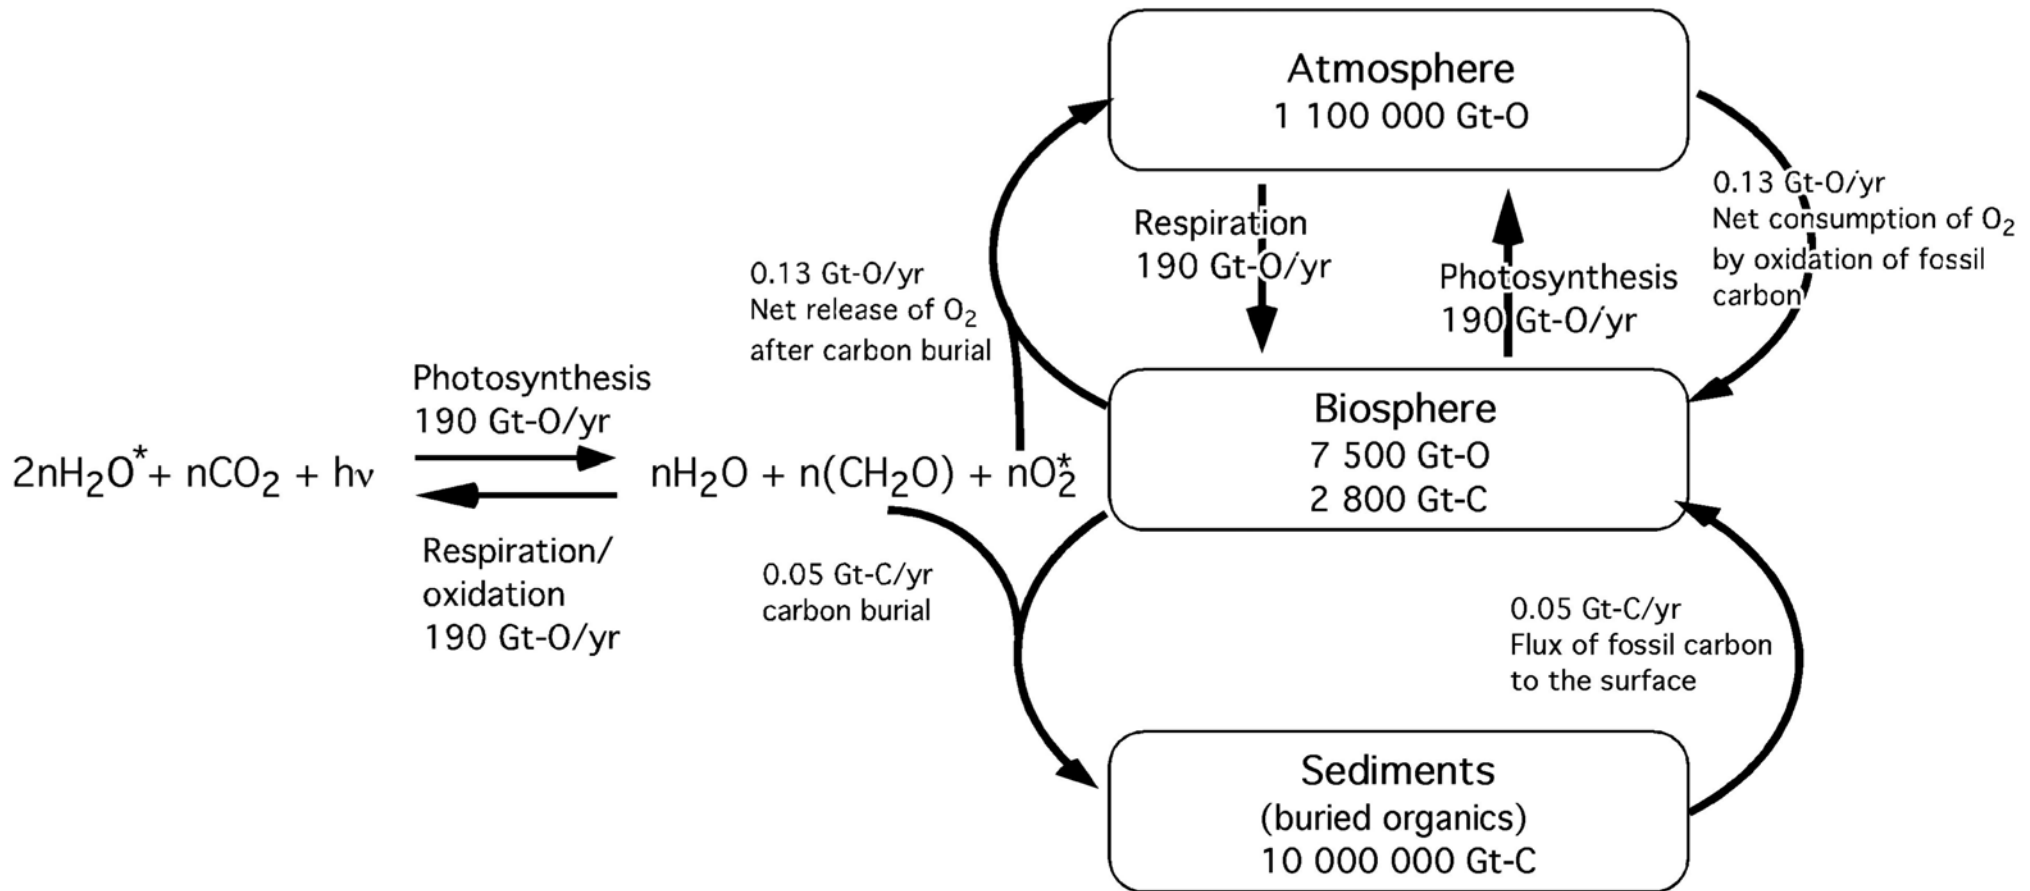 Atmosphere
1 100 000 Gt-O
0.13 Gt-O/yr
Net consumption of O₂
by oxidation of fossil
carbon
Respiration
190 Gt-O/yr
Photosynthesis
190 Gt-O/yr
0.13 Gt-O/yr
Net release of O₂
after carbon burial
Photosynthesis
190 Gt-O/yr
2nH₂O* + nCO₂ + hν
nH₂O + n(CH₂O) + nO₂*
Respiration/
oxidation
190 Gt-O/yr
Biosphere
7 500 Gt-O
2 800 Gt-C
0.05 Gt-C/yr
carbon burial
0.05 Gt-C/yr
Flux of fossil carbon
to the surface
Sediments
(buried organics)
10 000 000 Gt-C